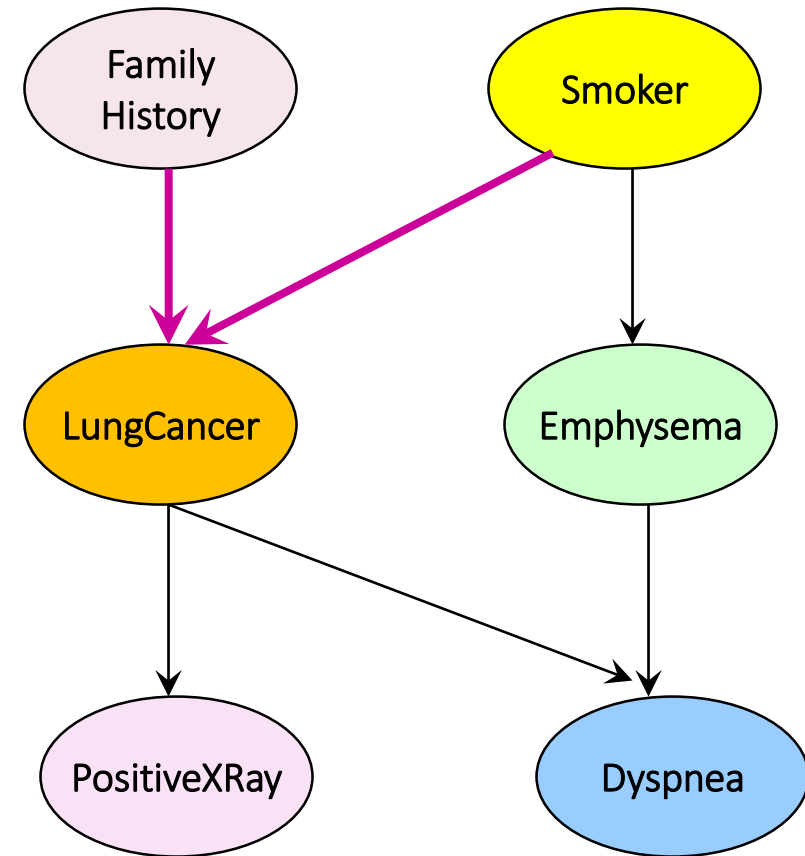 Family
History
Smoker
LungCancer
Emphysema
PositiveXRay
Dyspnea